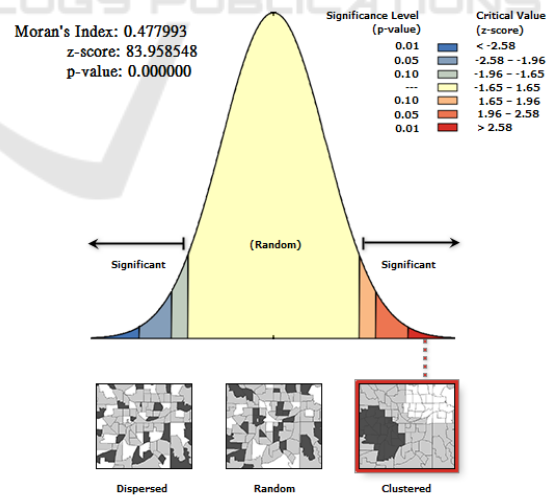 LOGY PUBLICATIONS
Moran's Index: 0.477993
z-score: 83.958548
p-value: 0.000000
Significance Level
(p-value)
Critical Value
(z-score)
0.01 < -2.58
0.05 -2.58 – -1.96
0.10 -1.96 – -1.65
--- -1.65 – 1.65
0.10 1.65 – 1.96
0.05 1.96 – 2.58
0.01 > 2.58
(Random)
Significant
Significant
Dispersed
Random
Clustered